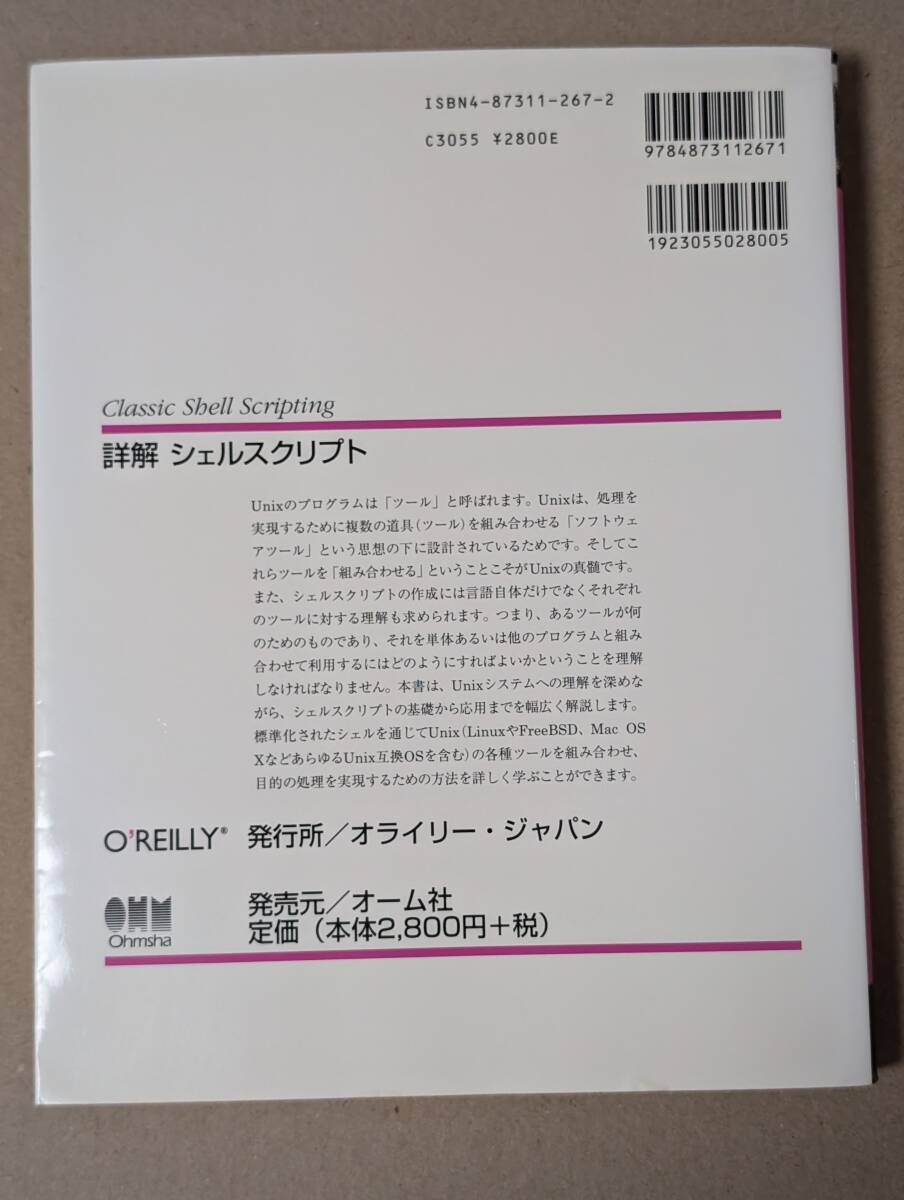 ISBN4-87311-267-2
C3055 ¥2800E
9784873112671
1923055028005
Classic Shell Scripting
詳解 シェルスクリプト
Unixのプログラムは「ツール」と呼ばれます。Unixは、処理を
実現するために複数の道具(ツール)を組み合わせる「ソフトウェ
アツール」という思想の下に設計されているためです。そしてこ
れらツールを「組み合わせる」ということこそがUnixの真髄です。
また、シェルスクリプトの作成には言語自体だけでなくそれぞれ
のツールに対する理解も求められます。つまり、あるツールが何
のためのものであり、それを単体あるいは他のプログラムと組み
合わせて利用するにはどのようにすればよいかということを理解
しなければなりません。本書は、Unixシステムへの理解を深めな
がら、シェルスクリプトの基礎から応用までを幅広く解説します。
標準化されたシェルを通じてUnix(LinuxやFreeBSD、Mac OS
XなどあらゆるUnix互換OSを含む)の各種ツールを組み合わせ、
目的の処理を実現するための方法を詳しく学ぶことができます。
O'REILLY® 発行所／オライリー・ジャパン
OHM
Ohmsha
発売元／オーム社
定価（本体2,800円＋税）